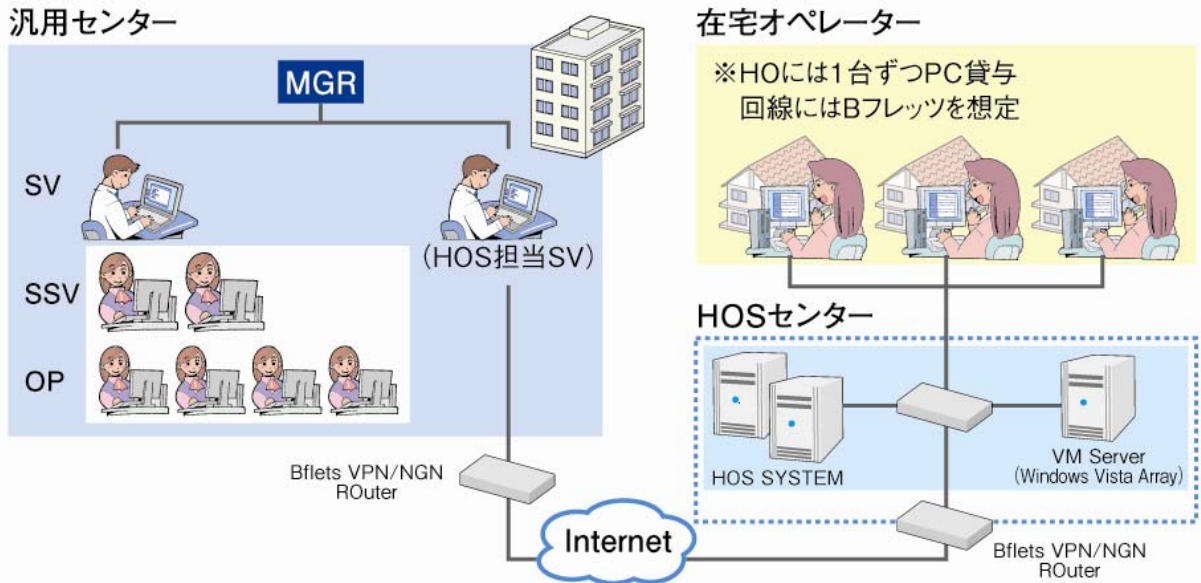 汎用センター
MGR
SV
(HOS担当SV)
SSV
OP
Bflets VPN/NGN
ROuter
Internet
在宅オペレーター
※HOには1台ずつPC貸与
回線にはBフレッツを想定
HOSセンター
HOS SYSTEM
VM Server
(Windows Vista Array)
Bflets VPN/NGN
ROuter